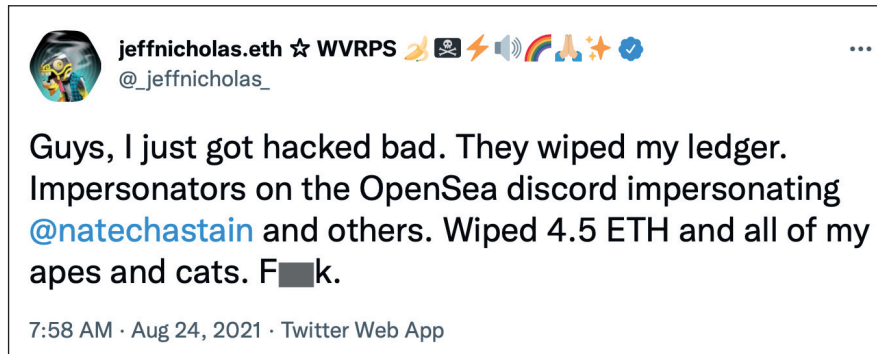 jeffnicholas.eth ☆ WVRPS 🍌🏴‍☠️⚡🔊🌈🙏🏼✨
@_jeffnicholas_
Guys, I just got hacked bad. They wiped my ledger.
Impersonators on the OpenSea discord impersonating
@natechastain and others. Wiped 4.5 ETH and all of my
apes and cats. F██k.
7:58 AM · Aug 24, 2021 · Twitter Web App